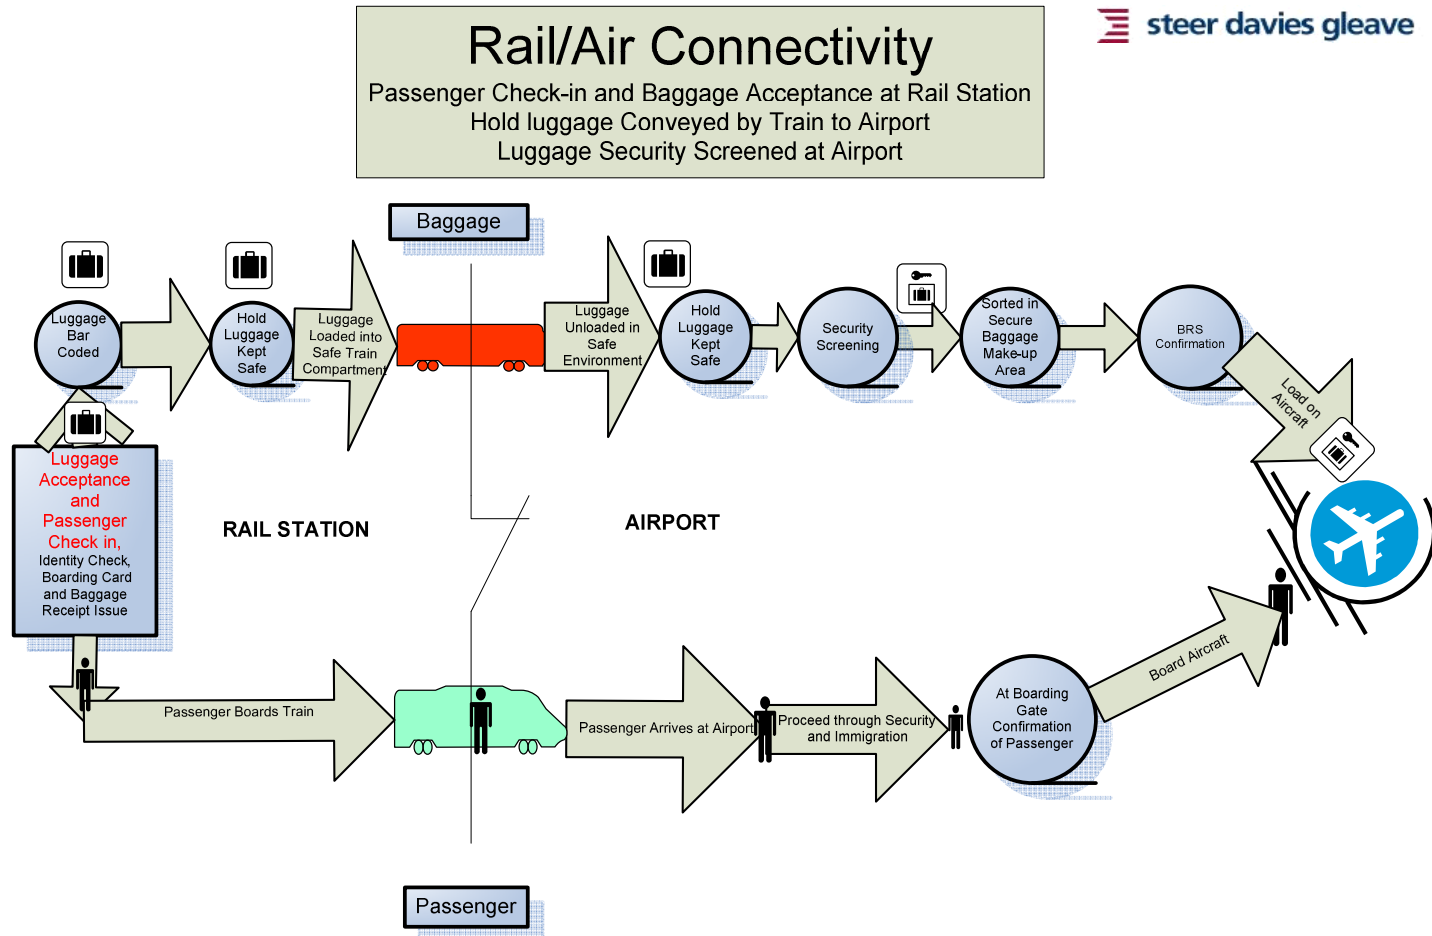 steer davies gleave
Rail/Air Connectivity
Passenger Check-in and Baggage Acceptance at Rail Station
Hold luggage Conveyed by Train to Airport
Luggage Security Screened at Airport
Baggage
Luggage
Bar
Coded
Hold
Luggage
Kept
Safe
Luggage
Loaded into
Safe Train
Compartment
Luggage
Unloaded in
Safe
Environment
Hold
Luggage
Kept
Safe
Security
Screening
Sorted in
Secure
Baggage
Make-up
Area
BRS
Confirmation
Load on
Aircraft
Luggage
Acceptance
and
Passenger
Check in,
Identity Check,
Boarding Card
and Baggage
Receipt Issue
RAIL STATION
AIRPORT
Passenger Boards Train
Passenger Arrives at Airport
Proceed through Security
and Immigration
At Boarding
Gate
Confirmation
of Passenger
Board Aircraft
Passenger